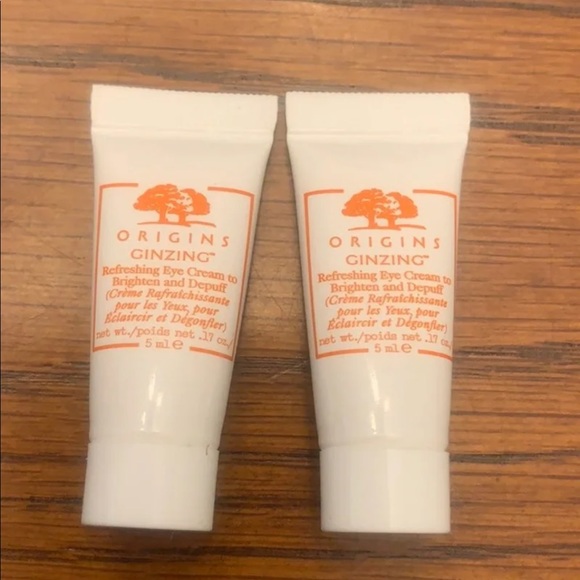 ORIGINS
GINZING™
Refreshing Eye Cream to
Brighten and Depuff
(Crème Rafraîchissante
pour les Yeux, pour
Éclaircir et Dégonfler)
net wt./poids net .17 oz./
5 ml e
ORIGINS
GINZING™
Refreshing Eye Cream to
Brighten and Depuff
(Crème Rafraîchissante
pour les Yeux, pour
Éclaircir et Dégonfler)
net wt./poids net .17 oz./
5 ml e